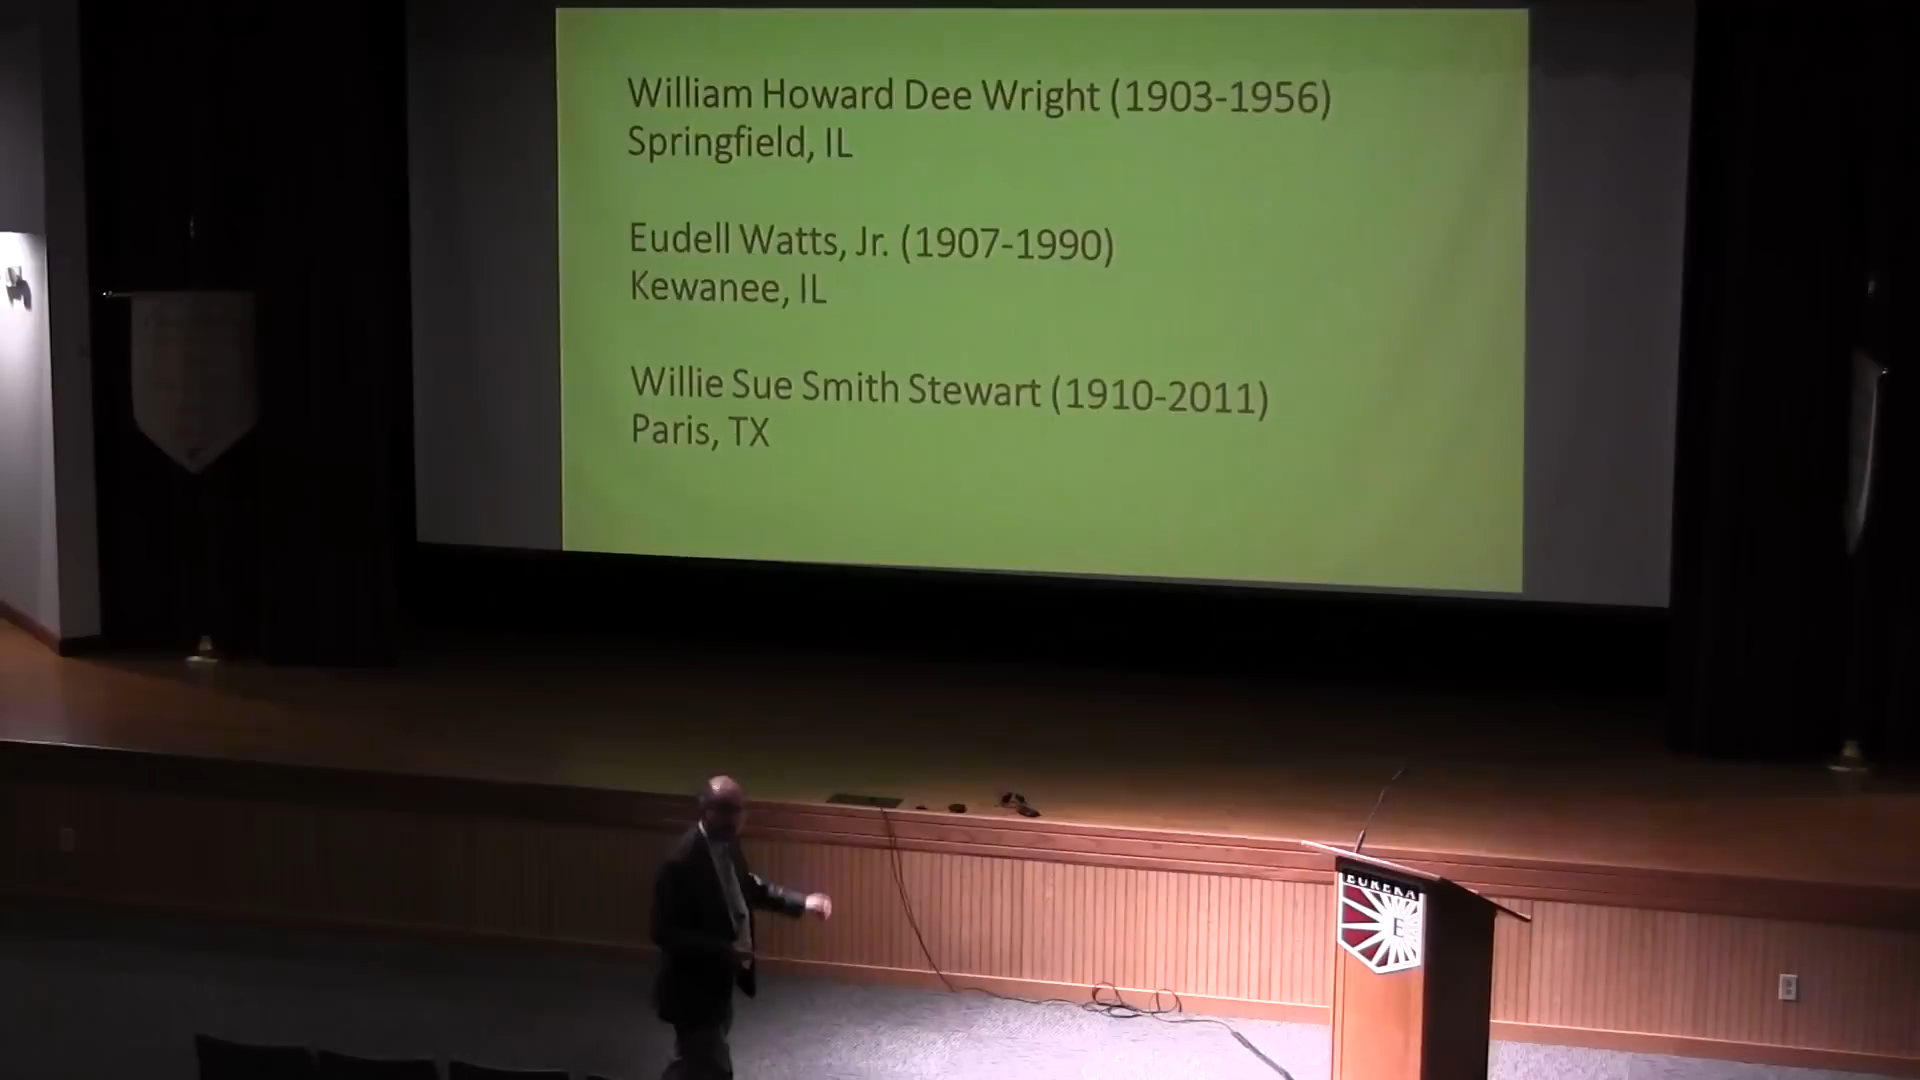 William Howard Dee Wright (1903-1956)
Springfield, IL
Eudell Watts, Jr. (1907-1990)
Kewanee, IL
Willie Sue Smith Stewart (1910-2011)
Paris, TX
EUREKA
E